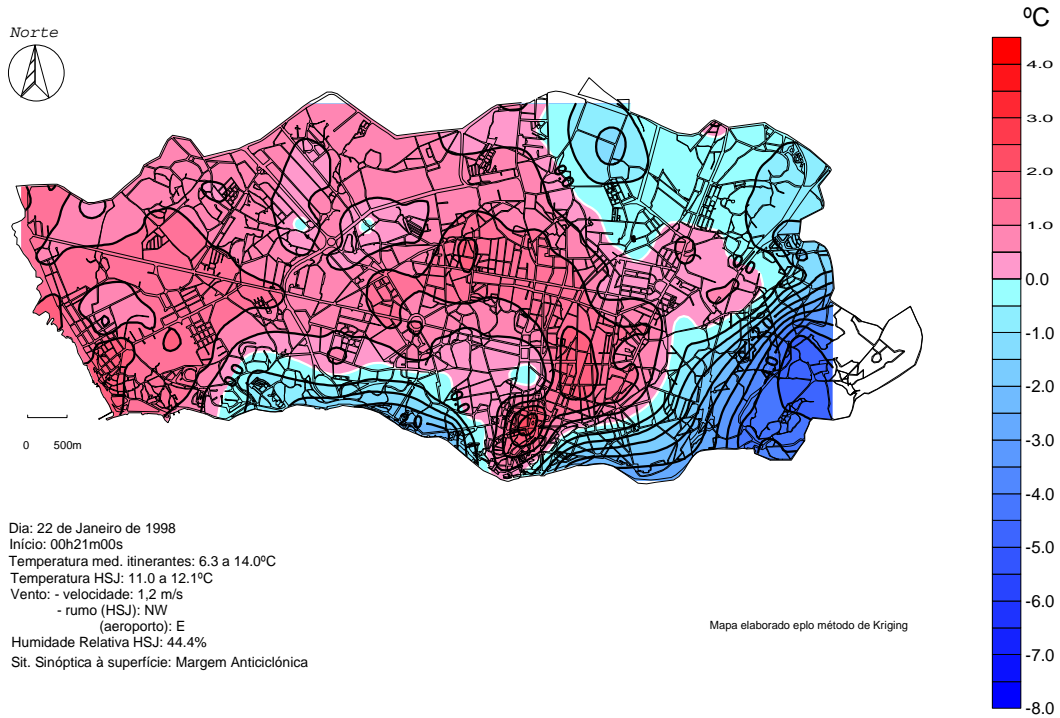 Norte
ºC
4.0
3.0
2.0
1.0
0.0
-1.0
-2.0
-3.0
-4.0
-5.0
-6.0
-7.0
-8.0
0 500m
Dia: 22 de Janeiro de 1998
Início: 00h21m00s
Temperatura med. itinerantes: 6.3 a 14.0ºC
Temperatura HSJ: 11.0 a 12.1ºC
Vento: - velocidade: 1,2 m/s
- rumo (HSJ): NW
(aeroporto): E
Humidade Relativa HSJ: 44.4%
Sit. Sinóptica à superfície: Margem Anticiclónica
Mapa elaborado eplo método de Kriging